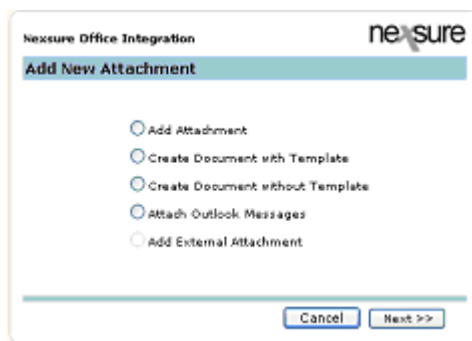 Nexsure Office Integration
nexsure
Add New Attachment
Add Attachment
Create Document with Template
Create Document without Template
Attach Outlook Messages
Add External Attachment
Cancel
Next >>